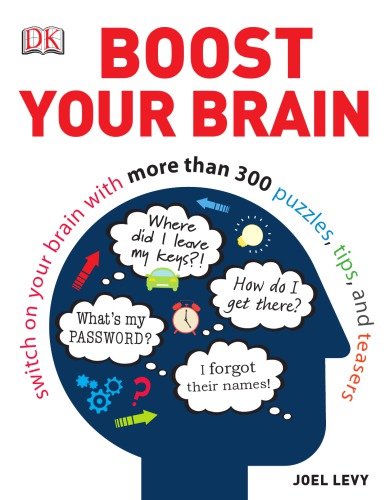 DK
BOOST
YOUR BRAIN
switch on your brain with more than 300 puzzles, tips, and teasers
Where
did I leave
my keys?!
How do I
get there?
What's my
PASSWORD?
I forgot
their names!
JOEL LEVY